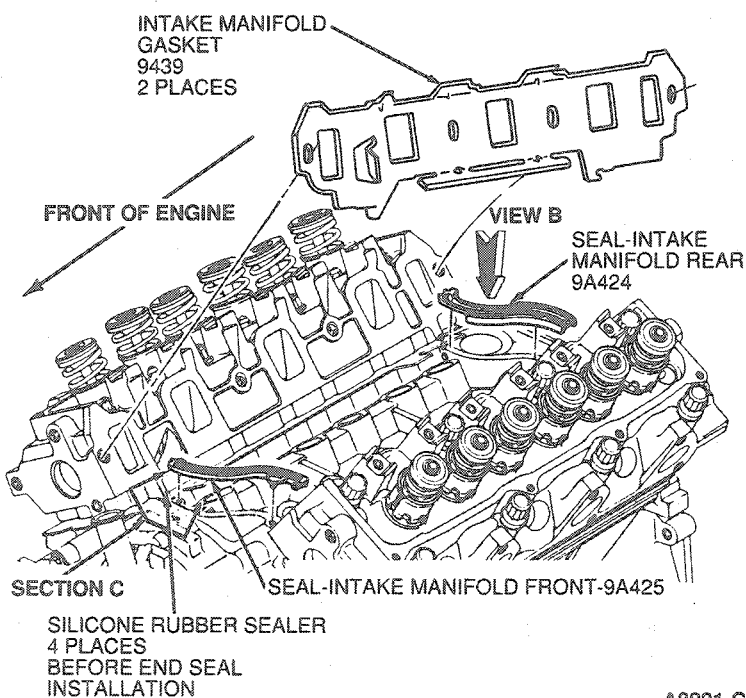 INTAKE MANIFOLD
GASKET
9439
2 PLACES
FRONT OF ENGINE
VIEW B
SEAL-INTAKE
MANIFOLD REAR
9A424
SECTION C
SEAL-INTAKE MANIFOLD FRONT-9A425
SILICONE RUBBER SEALER
4 PLACES
BEFORE END SEAL
INSTALLATION